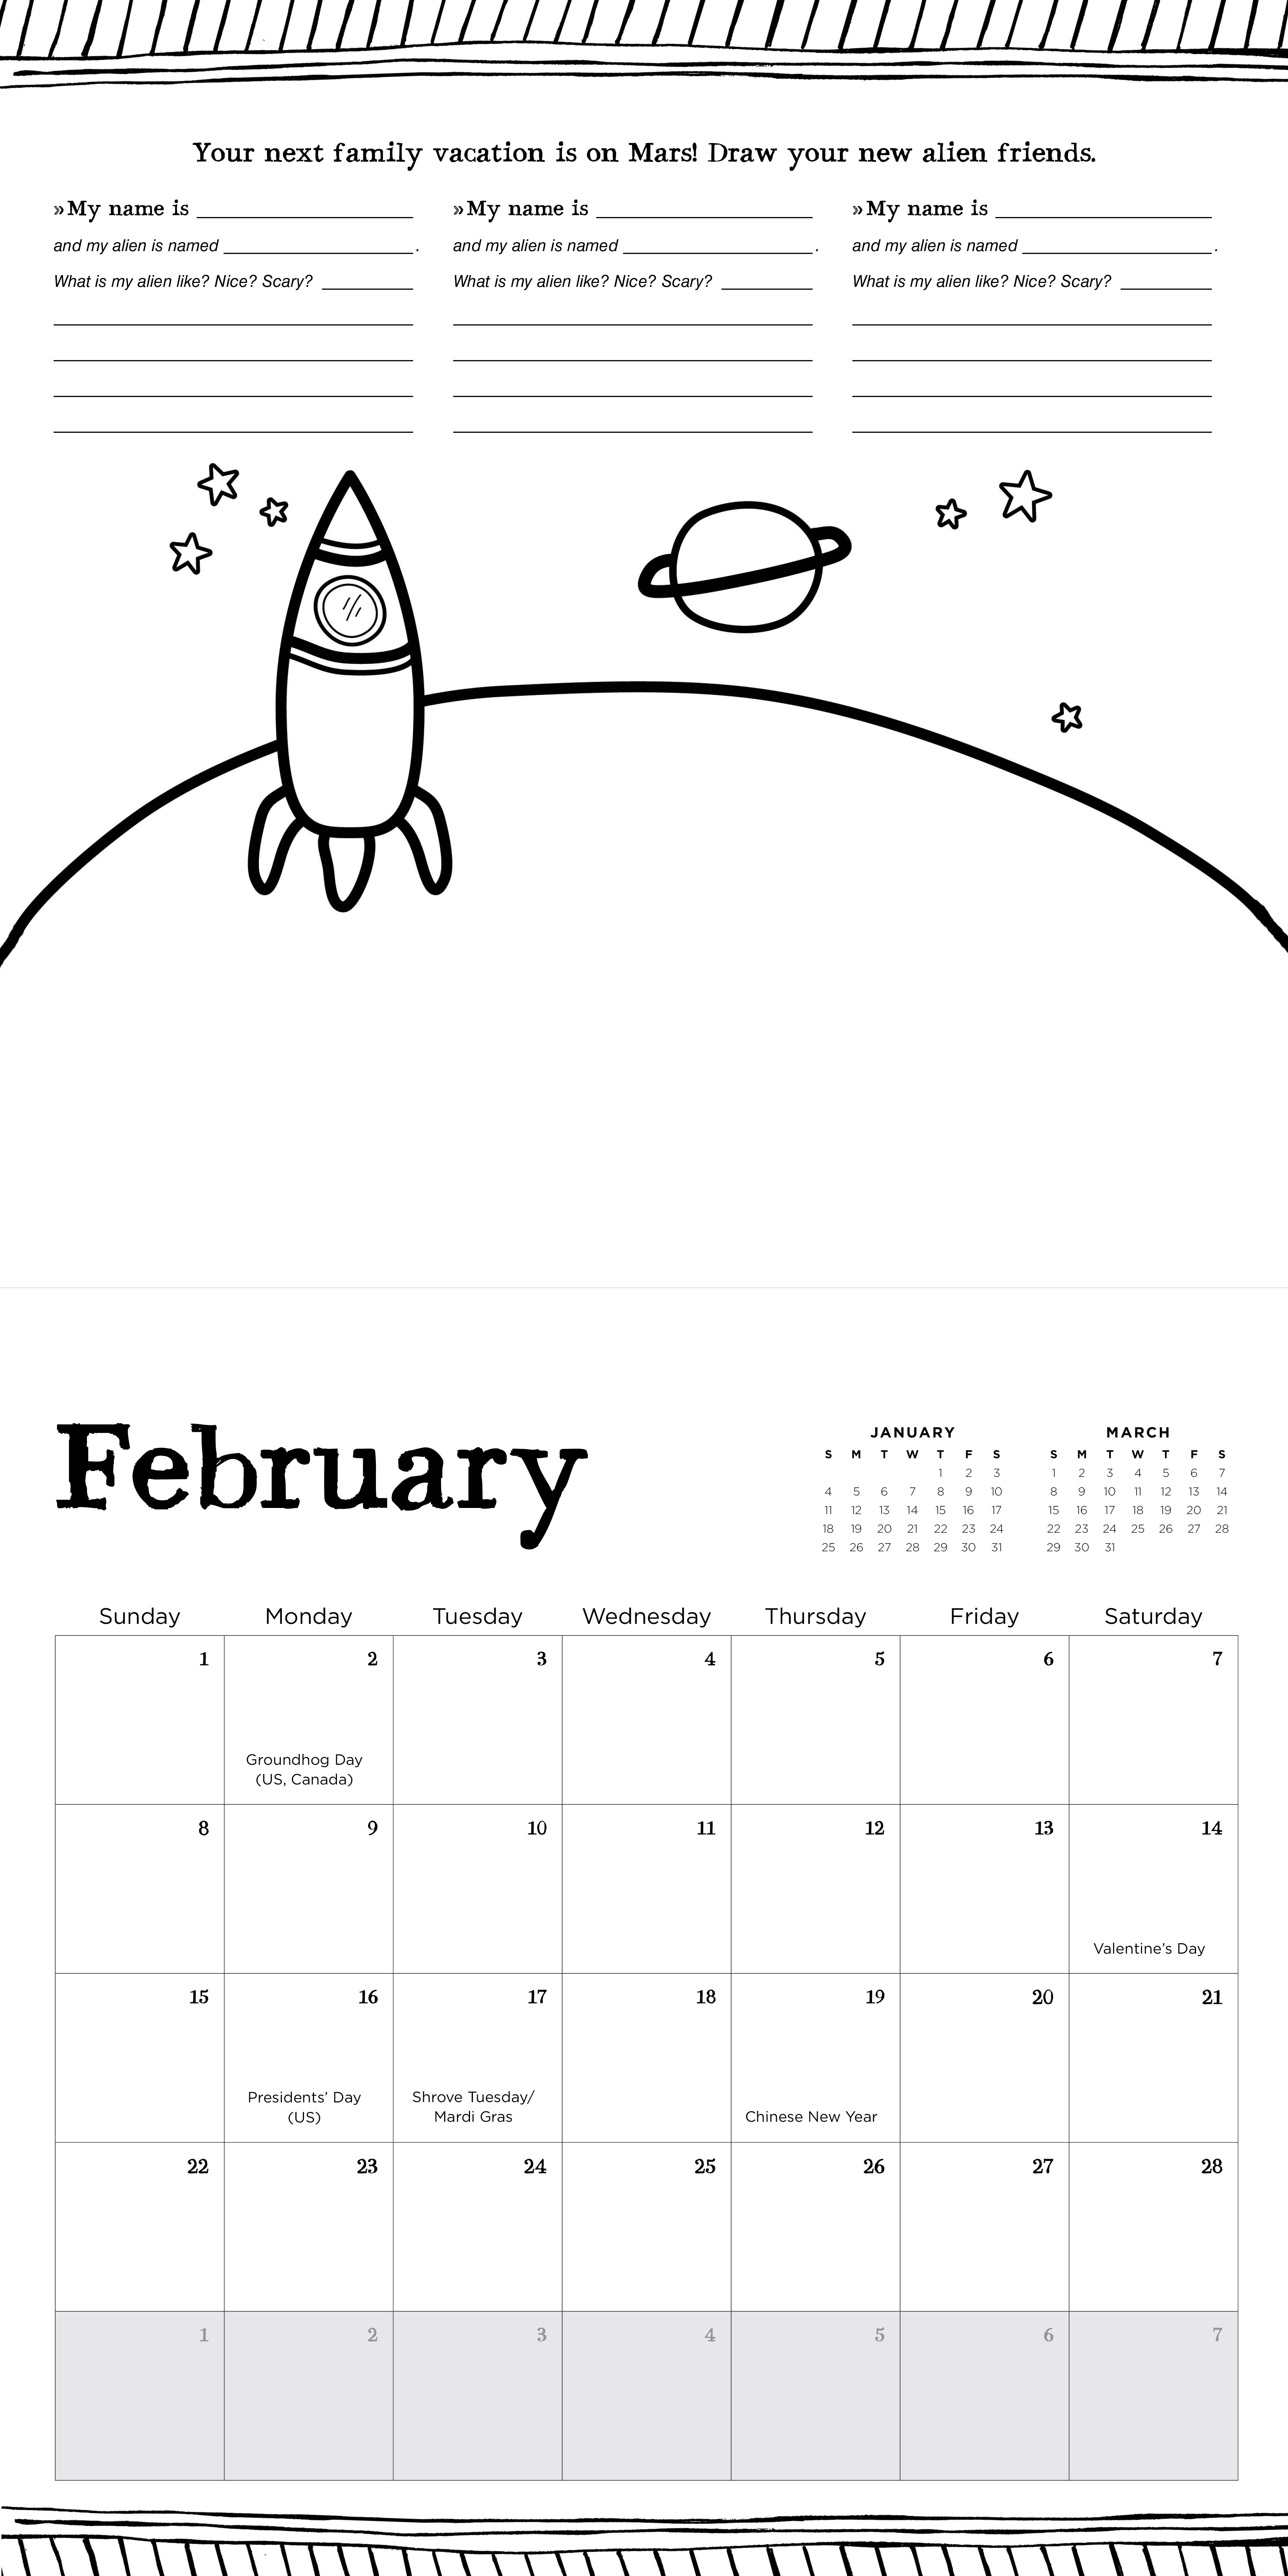 Your next family vacation is on Mars! Draw your new alien friends.
»My name is
and my alien is named .
What is my alien like? Nice? Scary?
»My name is
and my alien is named .
What is my alien like? Nice? Scary?
»My name is
and my alien is named .
What is my alien like? Nice? Scary?
February
JANUARY
S M T W T F S
1 2 3
4 5 6 7 8 9 10
11 12 13 14 15 16 17
18 19 20 21 22 23 24
25 26 27 28 29 30 31
MARCH
S M T W T F S
1 2 3 4 5 6 7
8 9 10 11 12 13 14
15 16 17 18 19 20 21
22 23 24 25 26 27 28
29 30 31
Sunday Monday Tuesday Wednesday Thursday Friday Saturday
1 2 3 4 5 6 7
Groundhog Day
(US, Canada)
8 9 10 11 12 13 14
Valentine’s Day
15 16 17 18 19 20 21
Presidents’ Day
(US)
Shrove Tuesday/
Mardi Gras
Chinese New Year
22 23 24 25 26 27 28
1 2 3 4 5 6 7